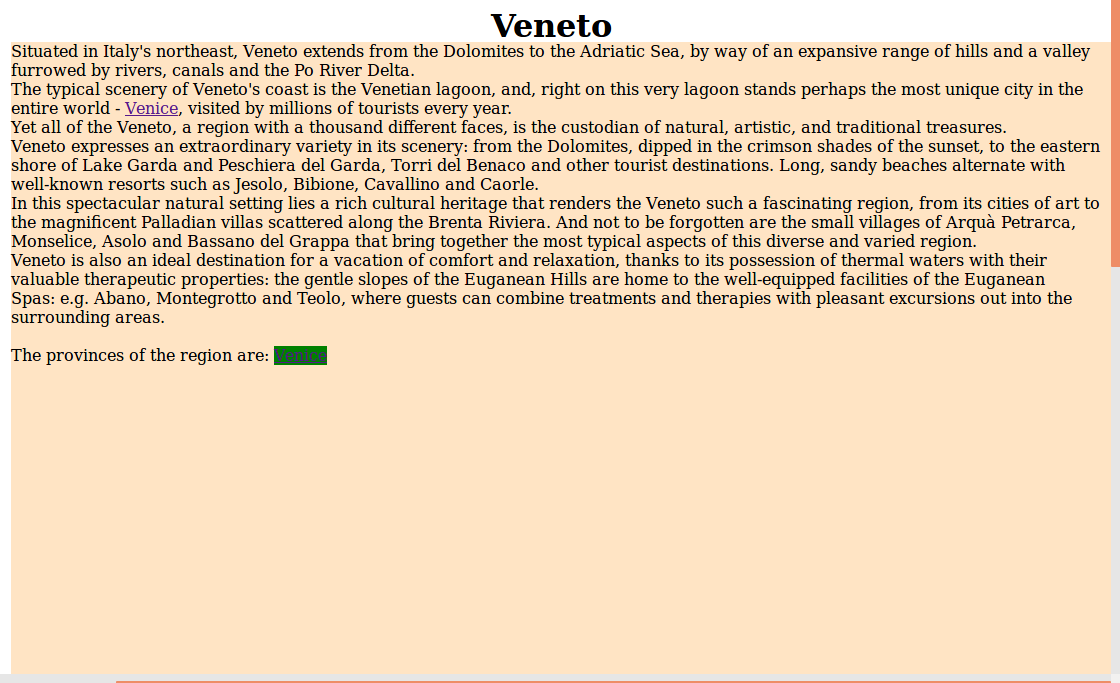 Veneto
Situated in Italy's northeast, Veneto extends from the Dolomites to the Adriatic Sea, by way of an expansive range of hills and a valley
furrowed by rivers, canals and the Po River Delta.
The typical scenery of Veneto's coast is the Venetian lagoon, and, right on this very lagoon stands perhaps the most unique city in the
entire world - Venice, visited by millions of tourists every year.
Yet all of the Veneto, a region with a thousand different faces, is the custodian of natural, artistic, and traditional treasures.
Veneto expresses an extraordinary variety in its scenery: from the Dolomites, dipped in the crimson shades of the sunset, to the eastern
shore of Lake Garda and Peschiera del Garda, Torri del Benaco and other tourist destinations. Long, sandy beaches alternate with
well-known resorts such as Jesolo, Bibione, Cavallino and Caorle.
In this spectacular natural setting lies a rich cultural heritage that renders the Veneto such a fascinating region, from its cities of art to
the magnificent Palladian villas scattered along the Brenta Riviera. And not to be forgotten are the small villages of Arquà Petrarca,
Monselice, Asolo and Bassano del Grappa that bring together the most typical aspects of this diverse and varied region.
Veneto is also an ideal destination for a vacation of comfort and relaxation, thanks to its possession of thermal waters with their
valuable therapeutic properties: the gentle slopes of the Euganean Hills are home to the well-equipped facilities of the Euganean
Spas: e.g. Abano, Montegrotto and Teolo, where guests can combine treatments and therapies with pleasant excursions out into the
surrounding areas.
The provinces of the region are: Venice